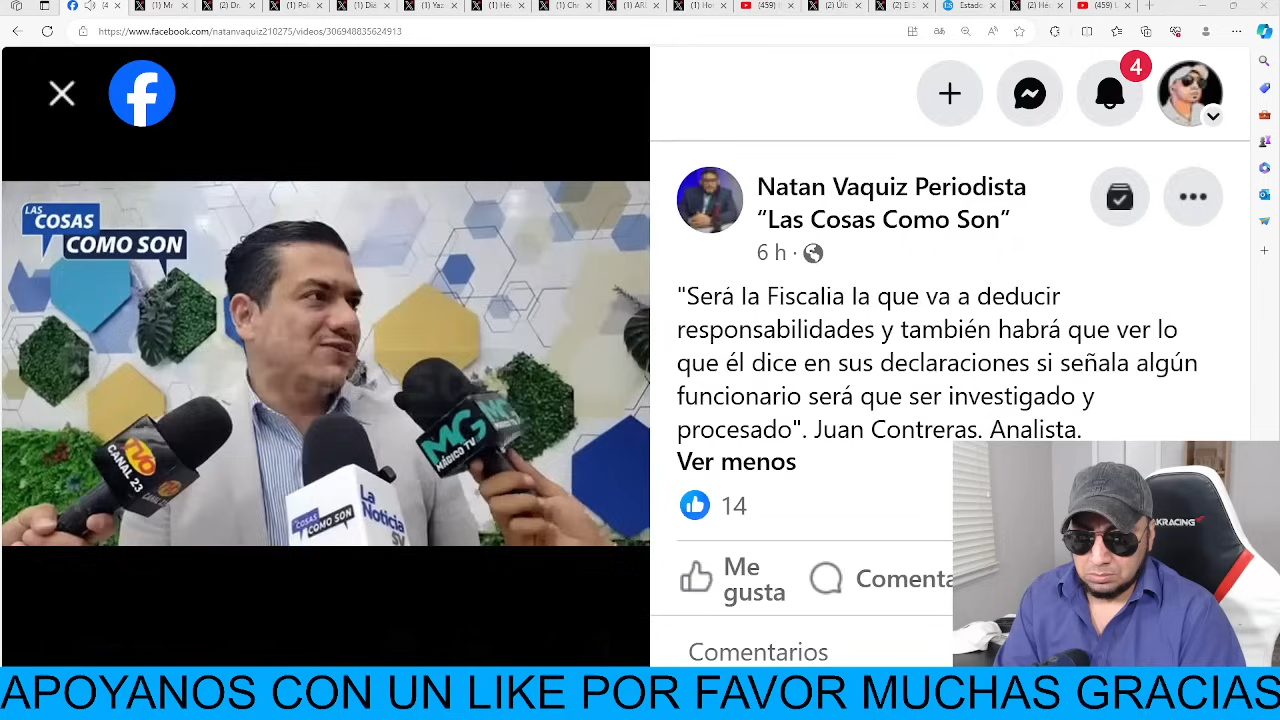 https://www.facebook.com/natanvaquiz210275/videos/306948835624913
4
LAS
COSAS
COMO SON
Natan Vaquiz Periodista
“Las Cosas Como Son”
6 h ·
"Será la Fiscalia la que va a deducir
responsabilidades y también habrá que ver lo
que él dice en sus declaraciones si señala algún
funcionario será que ser investigado y
procesado". Juan Contreras. Analista.
Ver menos
14
Me
gusta
Comenta
Comentarios
TVO
CANAL 23
MG
MÁGICO TV
La
Noticia
SV
COSAS
COMO SON
AKRACING
APOYANOS CON UN LIKE POR FAVOR MUCHAS GRACIAS